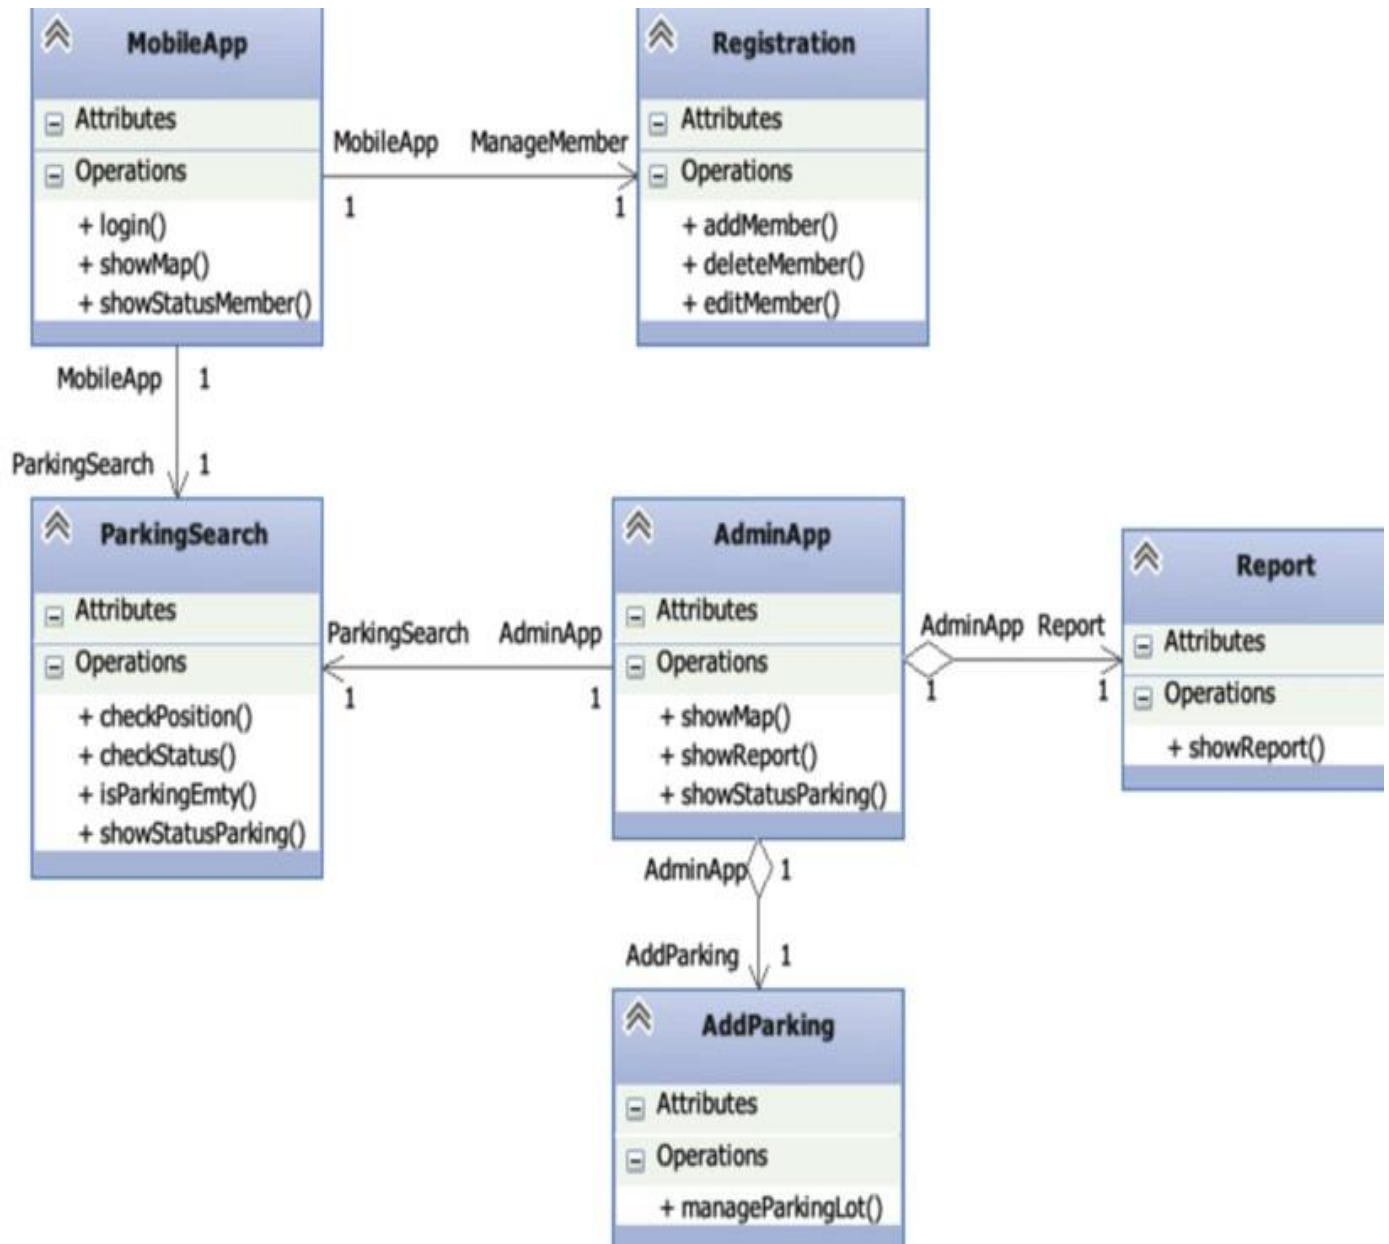 MobileApp
Attributes
Operations
+ login()
+ showMap()
+ showStatusMember()
MobileApp ManageMember
1 1
Registration
Attributes
Operations
+ addMember()
+ deleteMember()
+ editMember()
MobileApp 1
ParkingSearch 1
ParkingSearch
Attributes
Operations
+ checkPosition()
+ checkStatus()
+ isParkingEmty()
+ showStatusParking()
ParkingSearch AdminApp
1 1
AdminApp
Attributes
Operations
+ showMap()
+ showReport()
+ showStatusParking()
AdminApp Report
1 1
Report
Attributes
Operations
+ showReport()
AdminApp 1
AddParking 1
AddParking
Attributes
Operations
+ manageParkingLot()